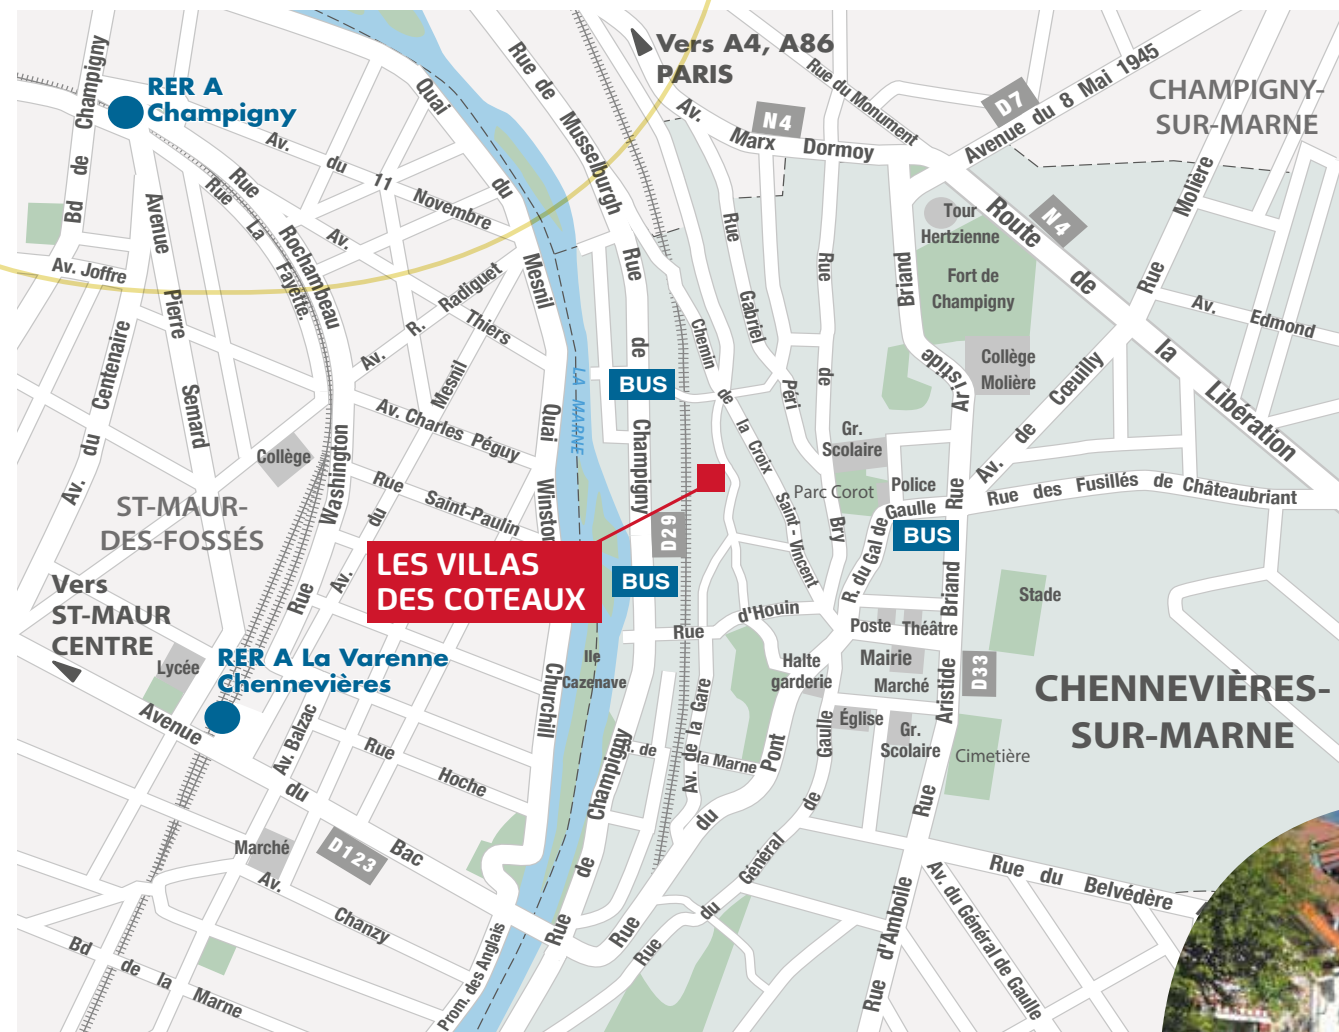 Vers A4, A86
PARIS
RER A
Champigny
Bd de Champigny
Quai du Mesnil
Rue de Musselburgh
Av. Marx Dormoy
N4
Rue du Monument
D7
Avenue du 8 Mai 1945
CHAMPIGNY-
SUR-MARNE
Av. du 11 Novembre
Rue Rochambeau
Rue La Fayette.
Av.
Avenue Pierre Semard
Av. Joffre
Av. R. Radiguet
Thiers
Mesnil
Av. du Centenaire
Av. Charles Péguy
Rue Saint-Paulin
Collège
Rue Washington
Av. du
LA MARNE
Quai Winston Churchill
Rue de Champigny
BUS
Chemin de la Croix Saint-Vincent
Rue Gabriel Péri
Rue de Bry
Tour
Hertzienne
Fort de
Champigny
Route de la Libération
N4
Rue Molière
Av. Edmond
Collège
Molière
Rue Aristide Briand
Av. de Cœuilly
Gr.
Scolaire
Parc Corot
Police
R. du Gal de Gaulle
BUS
Rue des Fusillés de Châteaubriant
ST-MAUR-
DES-FOSSÉS
LES VILLAS
DES COTEAUX
D29
BUS
Vers
ST-MAUR
CENTRE
Rue d'Houin
Poste
Théâtre
Stade
Mairie
Marché
Halte
garderie
D33
Aristide Briand
Lycée
RER A La Varenne
Chennevières
Ile
Cazenave
CHENNEVIÈRES-
SUR-MARNE
Église
Gr.
Scolaire
Cimetière
Avenue du Bac
Av. Balzac
Rue Hoche
R. de la Marne
Av. de la Gare
Rue du Pont
Rue du Général de Gaulle
Marché
D123
Av. Chanzy
Bd de la Marne
Prom. des Anglais
Rue de Champigny
Rue d'Amboile
Av. du Général de Gaulle
Rue du Belvédère